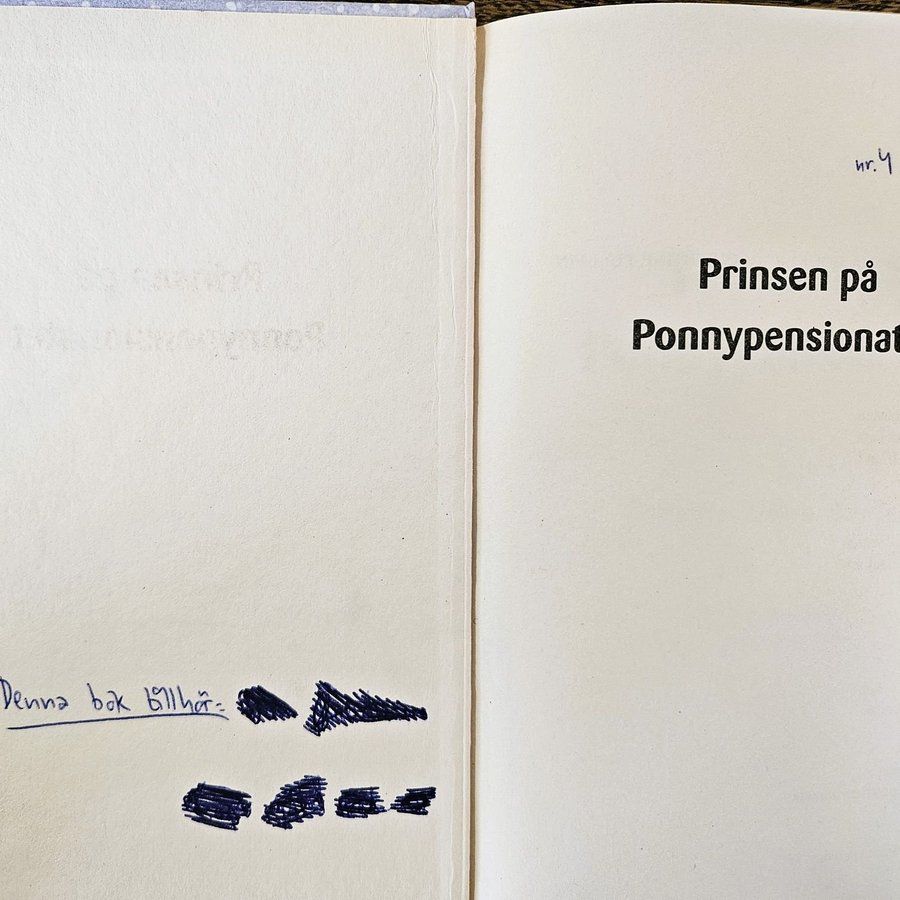 nr.4
Prinsen på
Ponnypensionat
Denna bok tillhör: